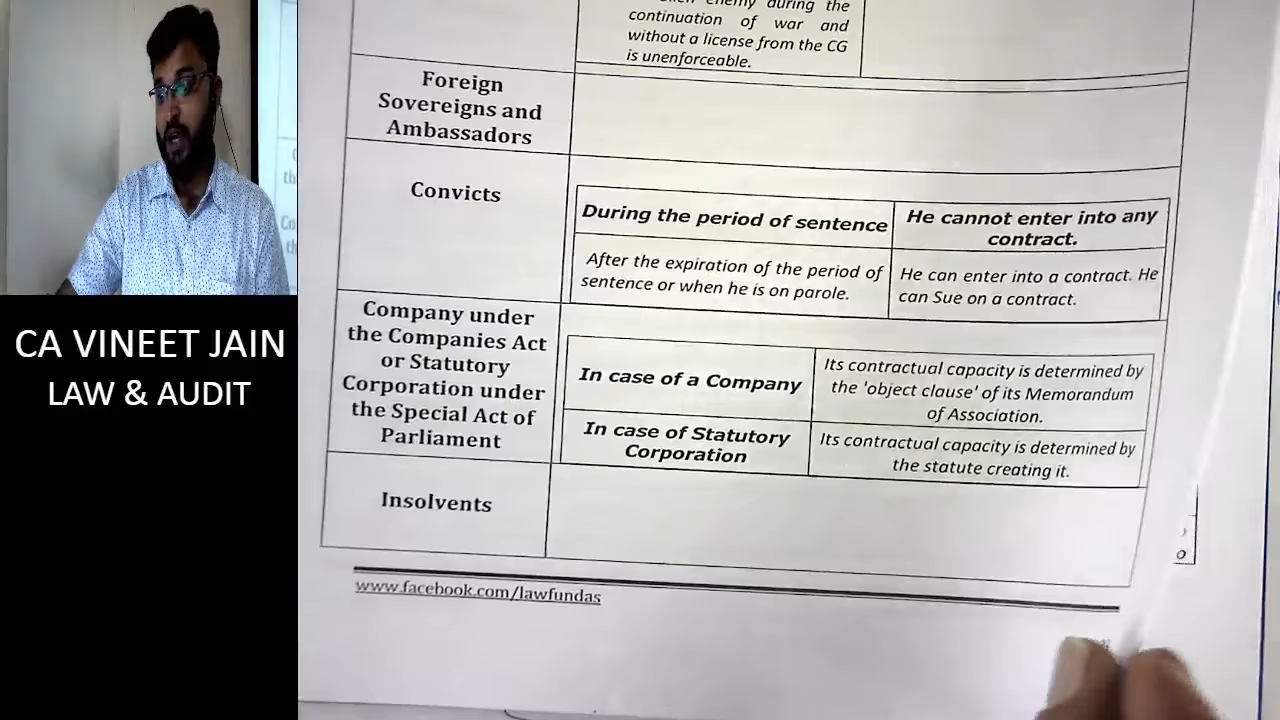 CA VINEET JAIN
LAW & AUDIT
enemy during the
continuation of war and
without a license from the CG
is unenforceable.
Foreign
Sovereigns and
Ambassadors
Convicts
During the period of sentence
He cannot enter into any
contract.
After the expiration of the period of
sentence or when he is on parole.
He can enter into a contract. He
can Sue on a contract.
Company under
the Companies Act
or Statutory
Corporation under
the Special Act of
Parliament
In case of a Company
Its contractual capacity is determined by
the 'object clause' of its Memorandum
of Association.
In case of Statutory
Corporation
Its contractual capacity is determined by
the statute creating it.
Insolvents
www.facebook.com/lawfundas